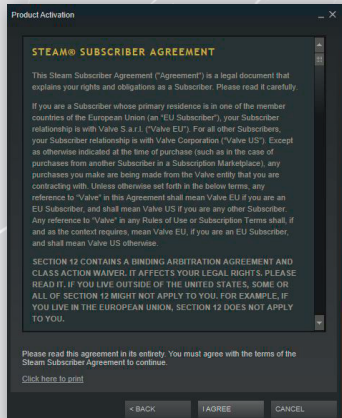 Product Activation
STEAM® SUBSCRIBER AGREEMENT
This Steam Subscriber Agreement ("Agreement") is a legal document that
explains your rights and obligations as a Subscriber. Please read it carefully.
If you are a Subscriber whose primary residence is in one of the member
countries of the European Union (an "EU Subscriber"), your Subscriber
relationship is with Valve S.a.r.l. ("Valve EU"). For all other Subscribers,
your Subscriber relationship is with Valve Corporation ("Valve US"). Except
as otherwise indicated at the time of purchase (such as in the case of
purchases from another Subscriber in a Subscription Marketplace), any
purchases you make are being made from the Valve entity that you are
contracting with. Unless otherwise set forth in the below terms, any
reference to "Valve" in this Agreement shall mean Valve EU if you are an
EU Subscriber, and shall mean Valve US if you are any other Subscriber.
Any reference to "Valve" in any Rules of Use or Subscription Terms shall, if
and as the context requires, mean Valve EU, if you are an EU Subscriber,
and shall mean Valve US otherwise.
SECTION 12 CONTAINS A BINDING ARBITRATION AGREEMENT AND
CLASS ACTION WAIVER. IT AFFECTS YOUR LEGAL RIGHTS. PLEASE
READ IT. IF YOU LIVE OUTSIDE OF THE UNITED STATES, SOME OR
ALL OF SECTION 12 MIGHT NOT APPLY TO YOU. FOR EXAMPLE, IF
YOU LIVE IN THE EUROPEAN UNION, SECTION 12 DOES NOT APPLY
TO YOU.
Please read this agreement in its entirety. You must agree with the terms of the
Steam Subscriber Agreement to continue.
Click here to print
< BACK I AGREE CANCEL